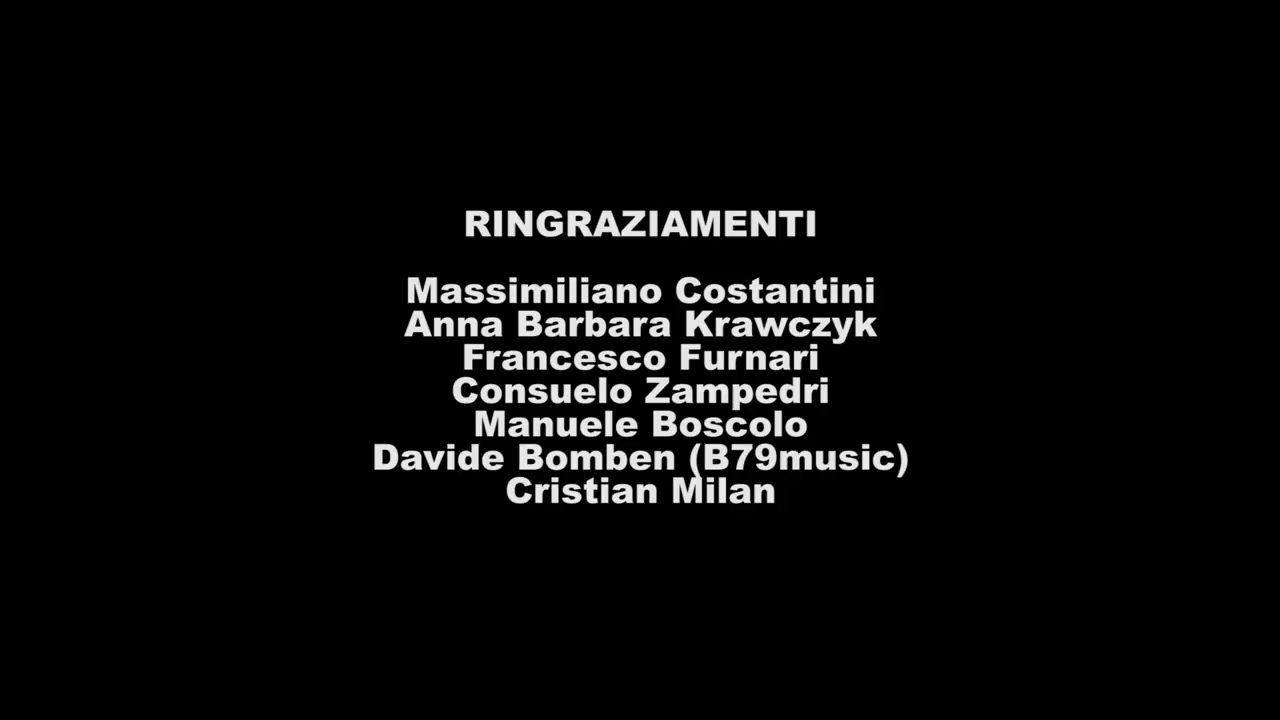 RINGRAZIAMENTI
Massimiliano Costantini
Anna Barbara Krawczyk
Francesco Furnari
Consuelo Zampedri
Manuele Boscolo
Davide Bomben (B79music)
Cristian Milan